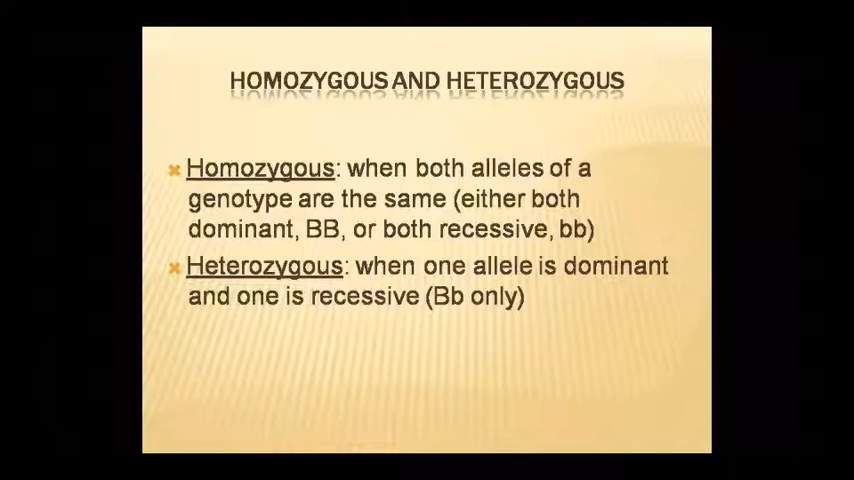 HOMOZYGOUS AND HETEROZYGOUS
Homozygous: when both alleles of a
genotype are the same (either both
dominant, BB, or both recessive, bb)
Heterozygous: when one allele is dominant
and one is recessive (Bb only)